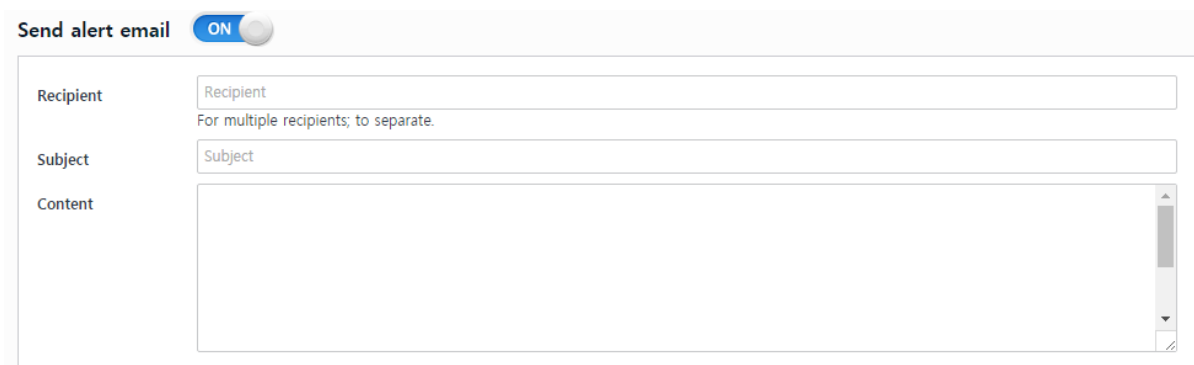 Send alert email ON
Recipient Recipient
For multiple recipients; to separate.
Subject Subject
Content